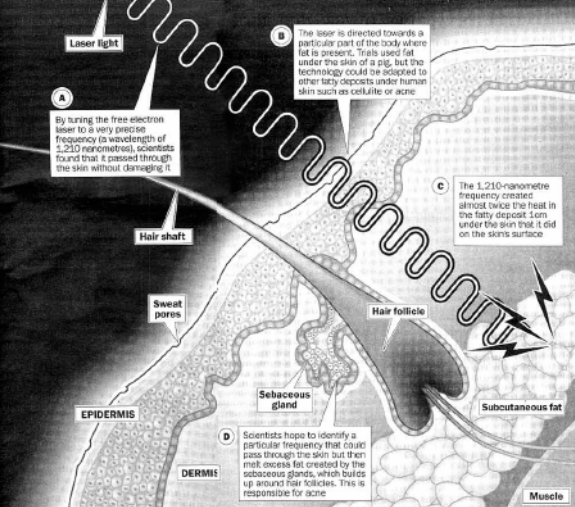 Laser light
A
By tuning the free electron
laser to a very precise
frequency (a wavelength of
1,210 nanometres), scientists
found that it passed through
the skin without damaging it
B
The laser is directed towards a
particular part of the body where
fat is present. Trials used fat
under the skin of a pig, but the
technology could be adapted to
other fatty deposits under human
skin such as cellulite or acne
C
The 1,210-nanometre
frequency created
almost twice the heat in
the fatty deposit 1cm
under the skin that it did
on the skin's surface
Hair shaft
Sweat
pores
Hair follicle
Sebaceous
gland
Subcutaneous fat
EPIDERMIS
D
Scientists hope to identify a
particular frequency that could
pass through the skin but then
melt excess fat created by the
sebaceous glands, which builds
up around hair follicles. This is
responsible for acne
DERMIS
Muscle